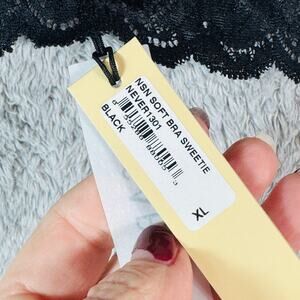 NSN SOFT BRA SWEETIE
NEVER1301
BLACK
XL